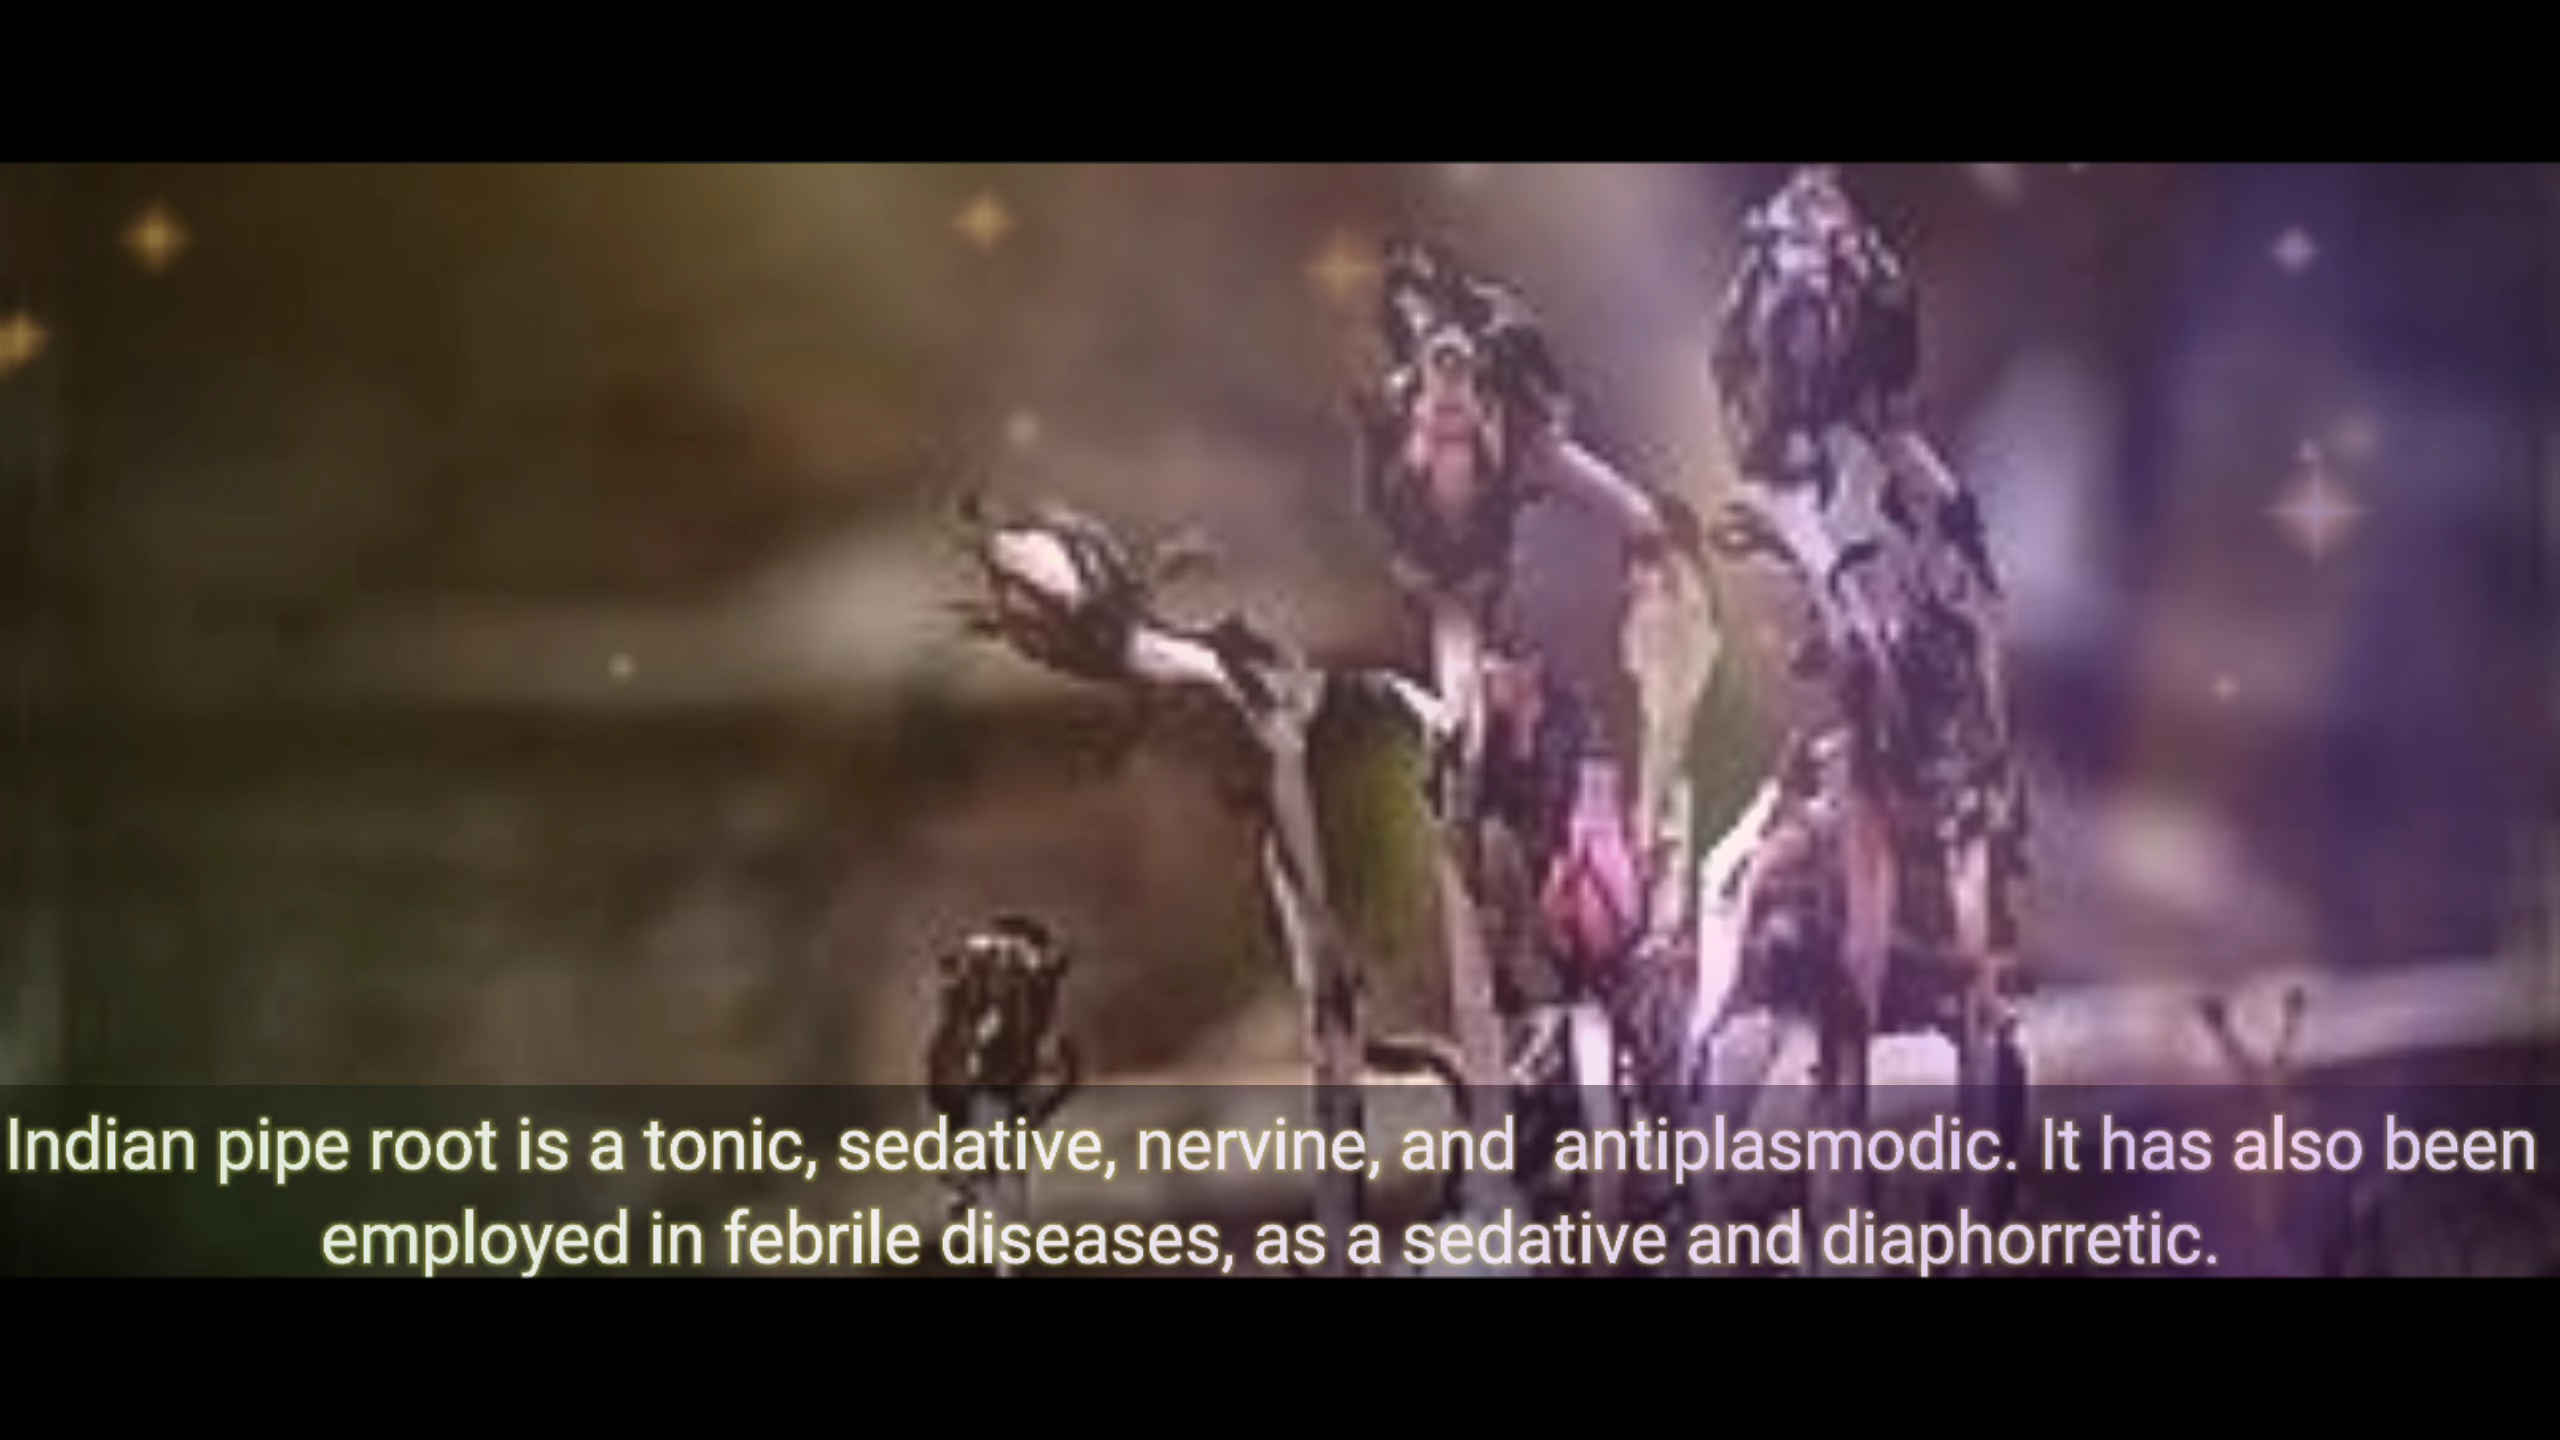 Indian pipe root is a tonic, sedative, nervine, and  antiplasmodic. It has also been
employed in febrile diseases, as a sedative and diaphorretic.